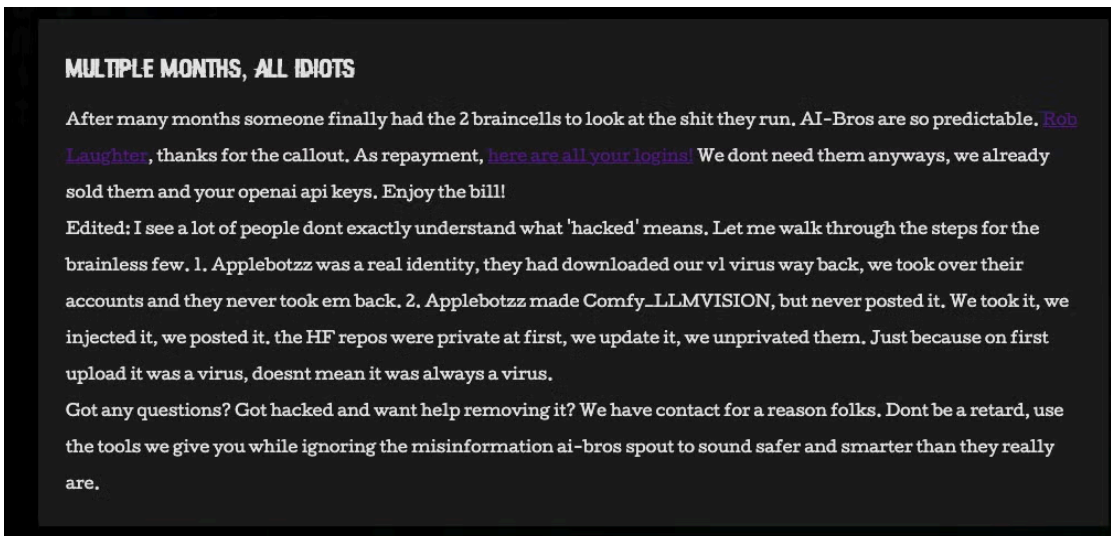 MULTIPLE MONTHS, ALL IDIOTS
After many months someone finally had the 2 braincells to look at the shit they run. AI-Bros are so predictable. Rob
Laughter, thanks for the callout. As repayment, here are all your logins! We dont need them anyways, we already
sold them and your openai api keys. Enjoy the bill!
Edited: I see a lot of people dont exactly understand what 'hacked' means. Let me walk through the steps for the
brainless few. 1. Applebotzz was a real identity, they had downloaded our v1 virus way back, we took over their
accounts and they never took em back. 2. Applebotzz made Comfy_LLMVISION, but never posted it. We took it, we
injected it, we posted it. the HF repos were private at first, we update it, we unprivated them. Just because on first
upload it was a virus, doesnt mean it was always a virus.
Got any questions? Got hacked and want help removing it? We have contact for a reason folks. Dont be a retard, use
the tools we give you while ignoring the misinformation ai-bros spout to sound safer and smarter than they really
are.